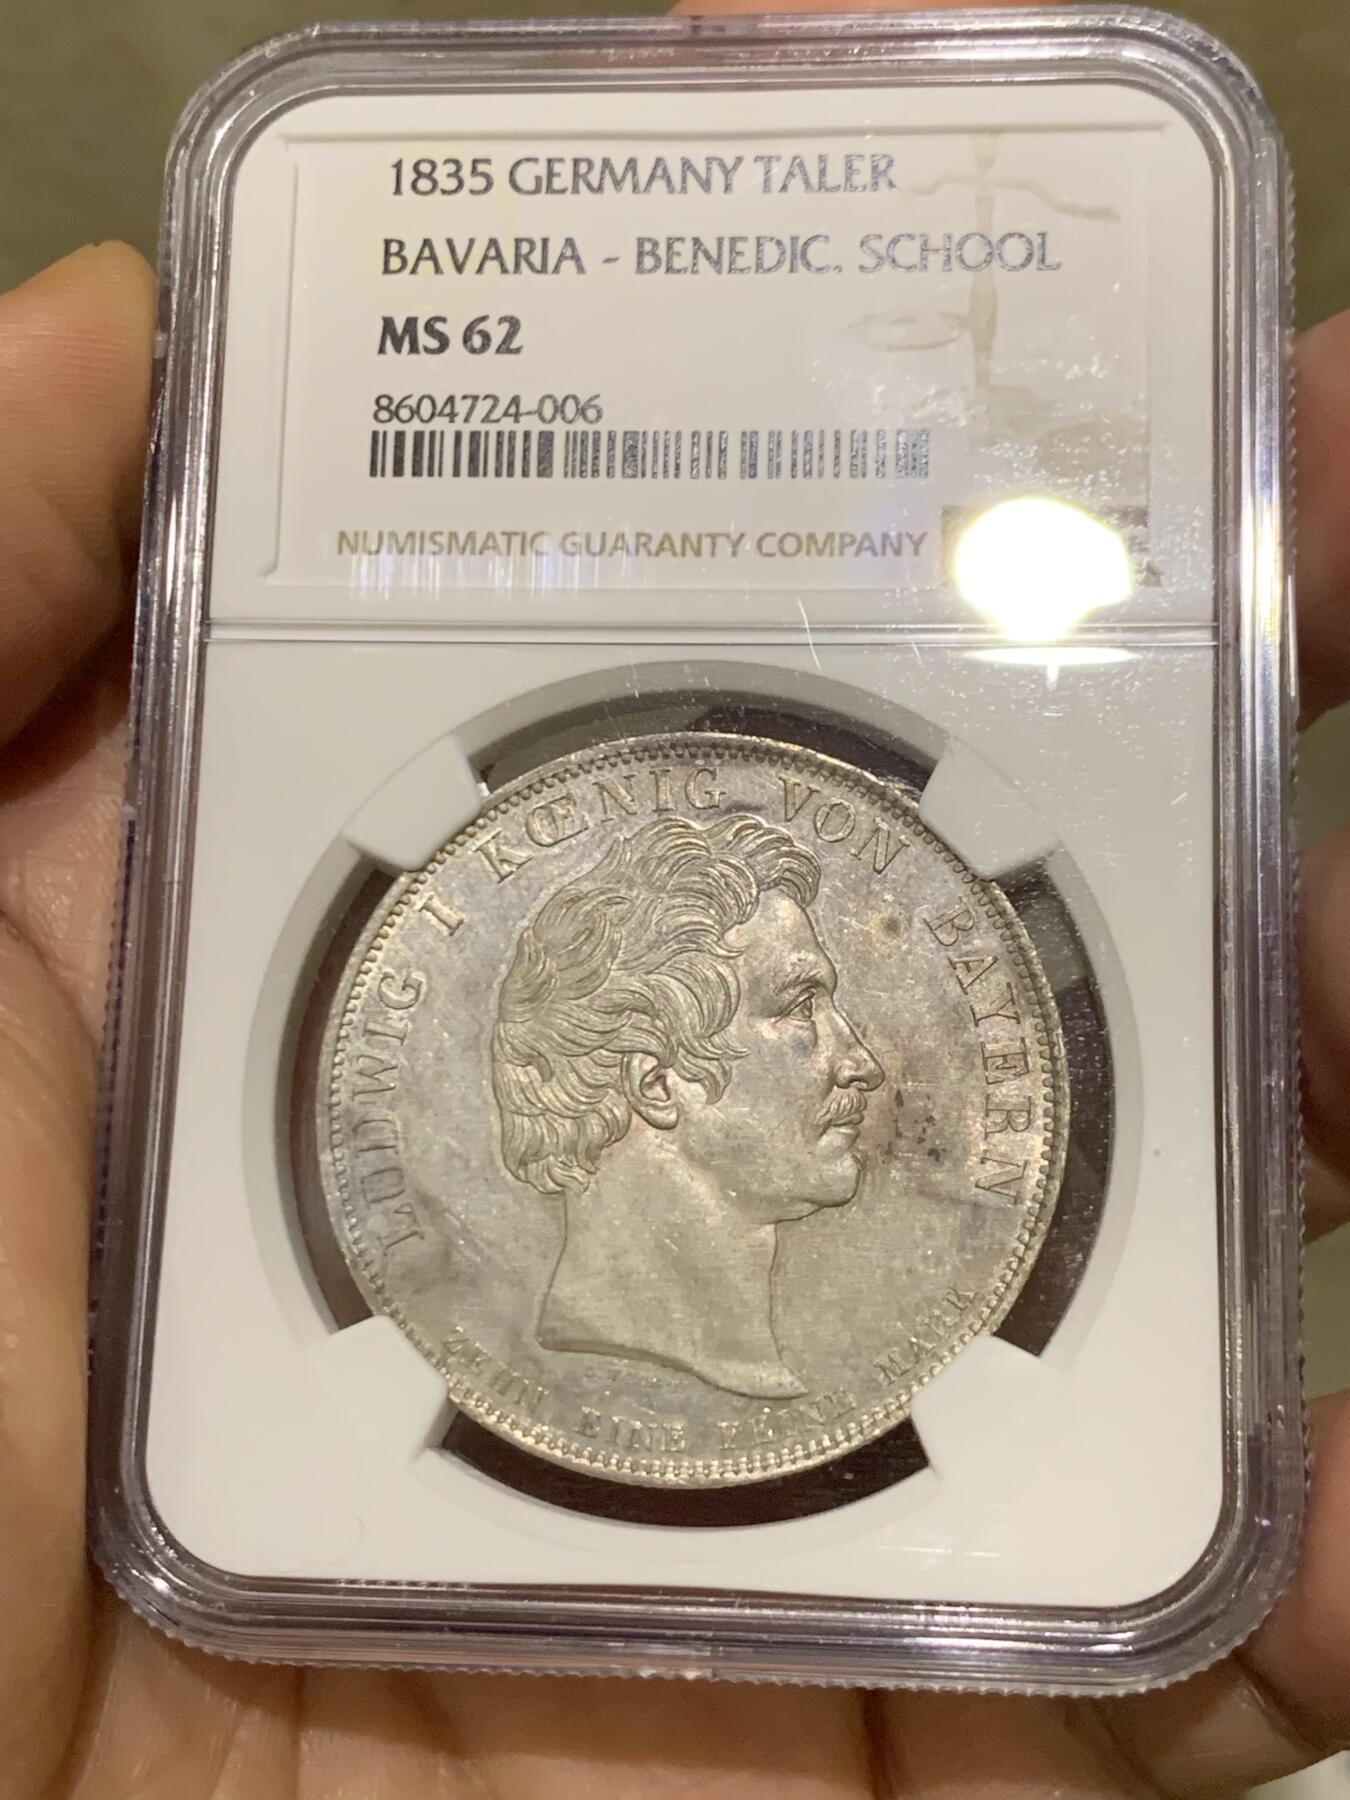 1835 GERMANY TALER
BAVARIA - BENEDIC. SCHOOL
MS 62
8604724-006
NUMISMATIC GUARANTY COMPANY
LUDWIG I KŒNIG VON BAYERN
ZEHN EINE FEINE MARK